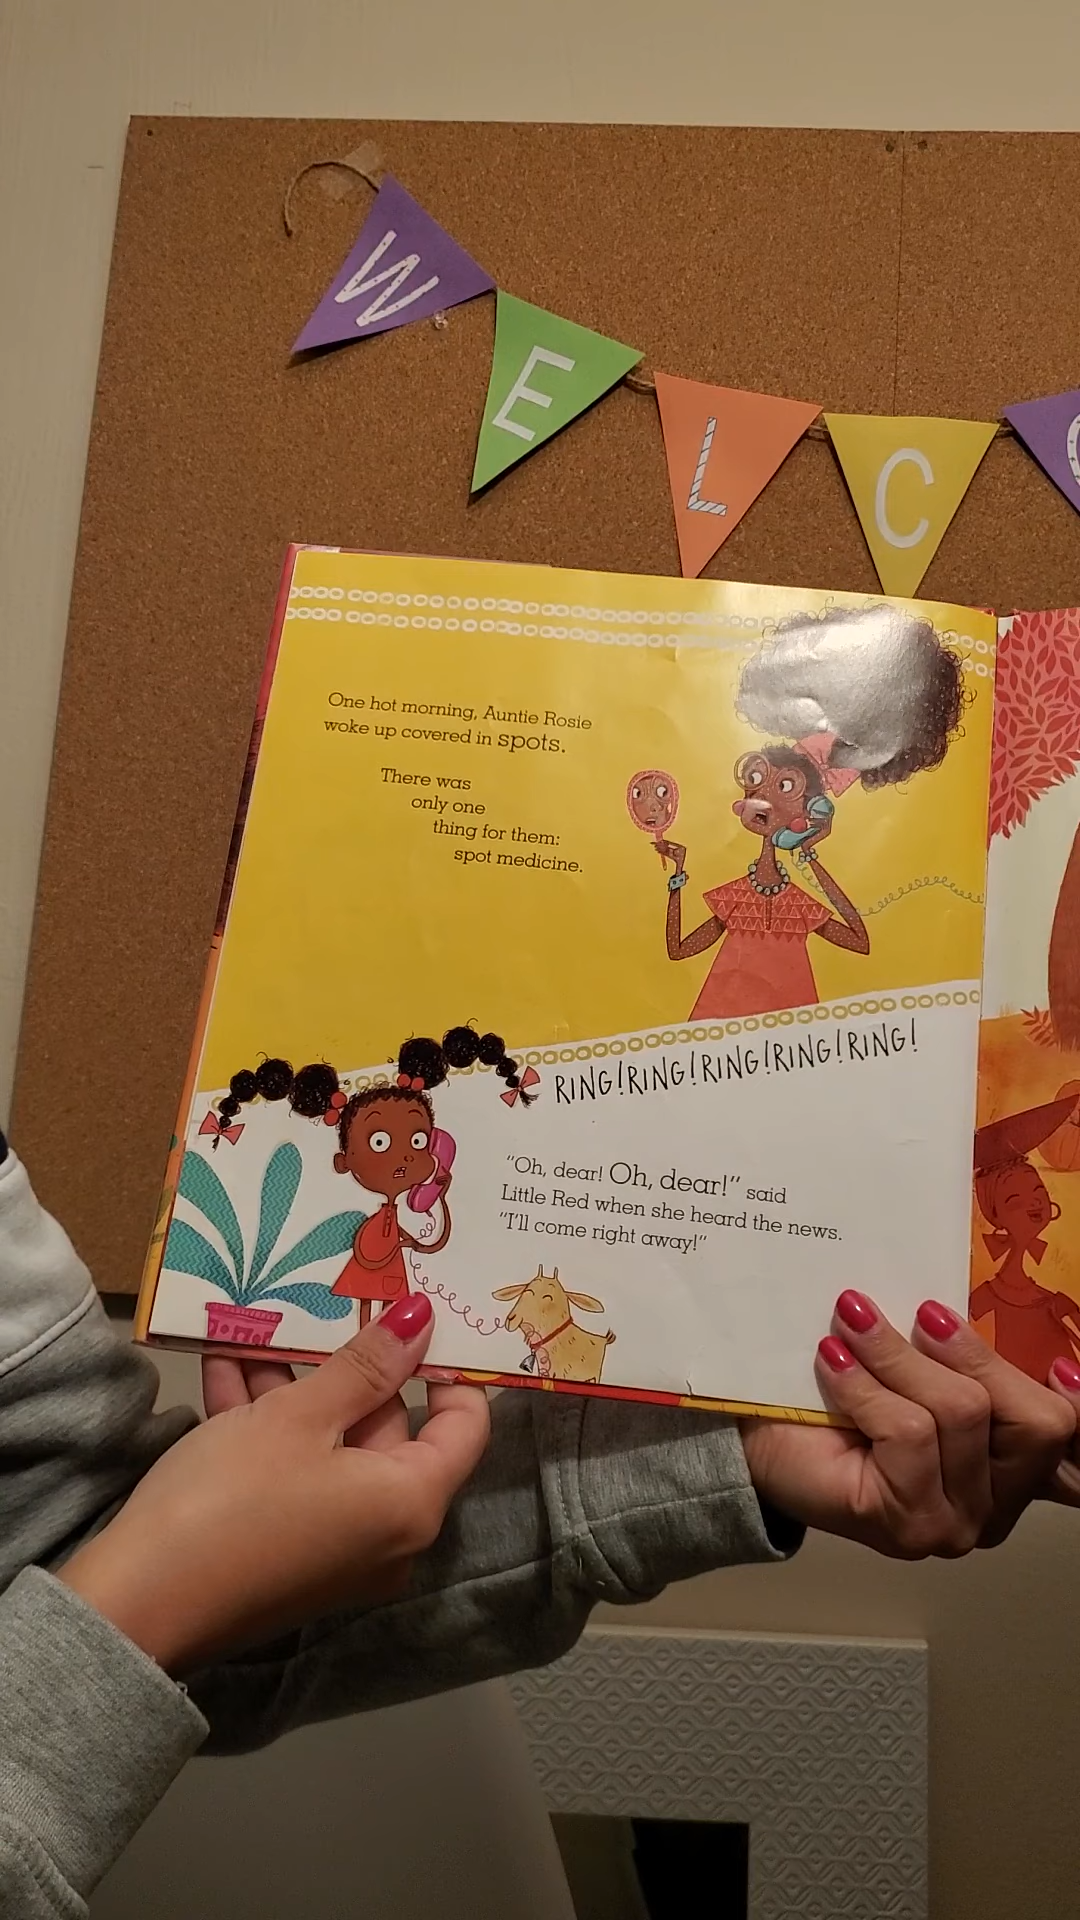 W E L C
One hot morning, Auntie Rosie
woke up covered in spots.
There was
only one
thing for them:
spot medicine.
RING! RING! RING! RING! RING!
"Oh, dear! Oh, dear!" said
Little Red when she heard the news.
"I'll come right away!"